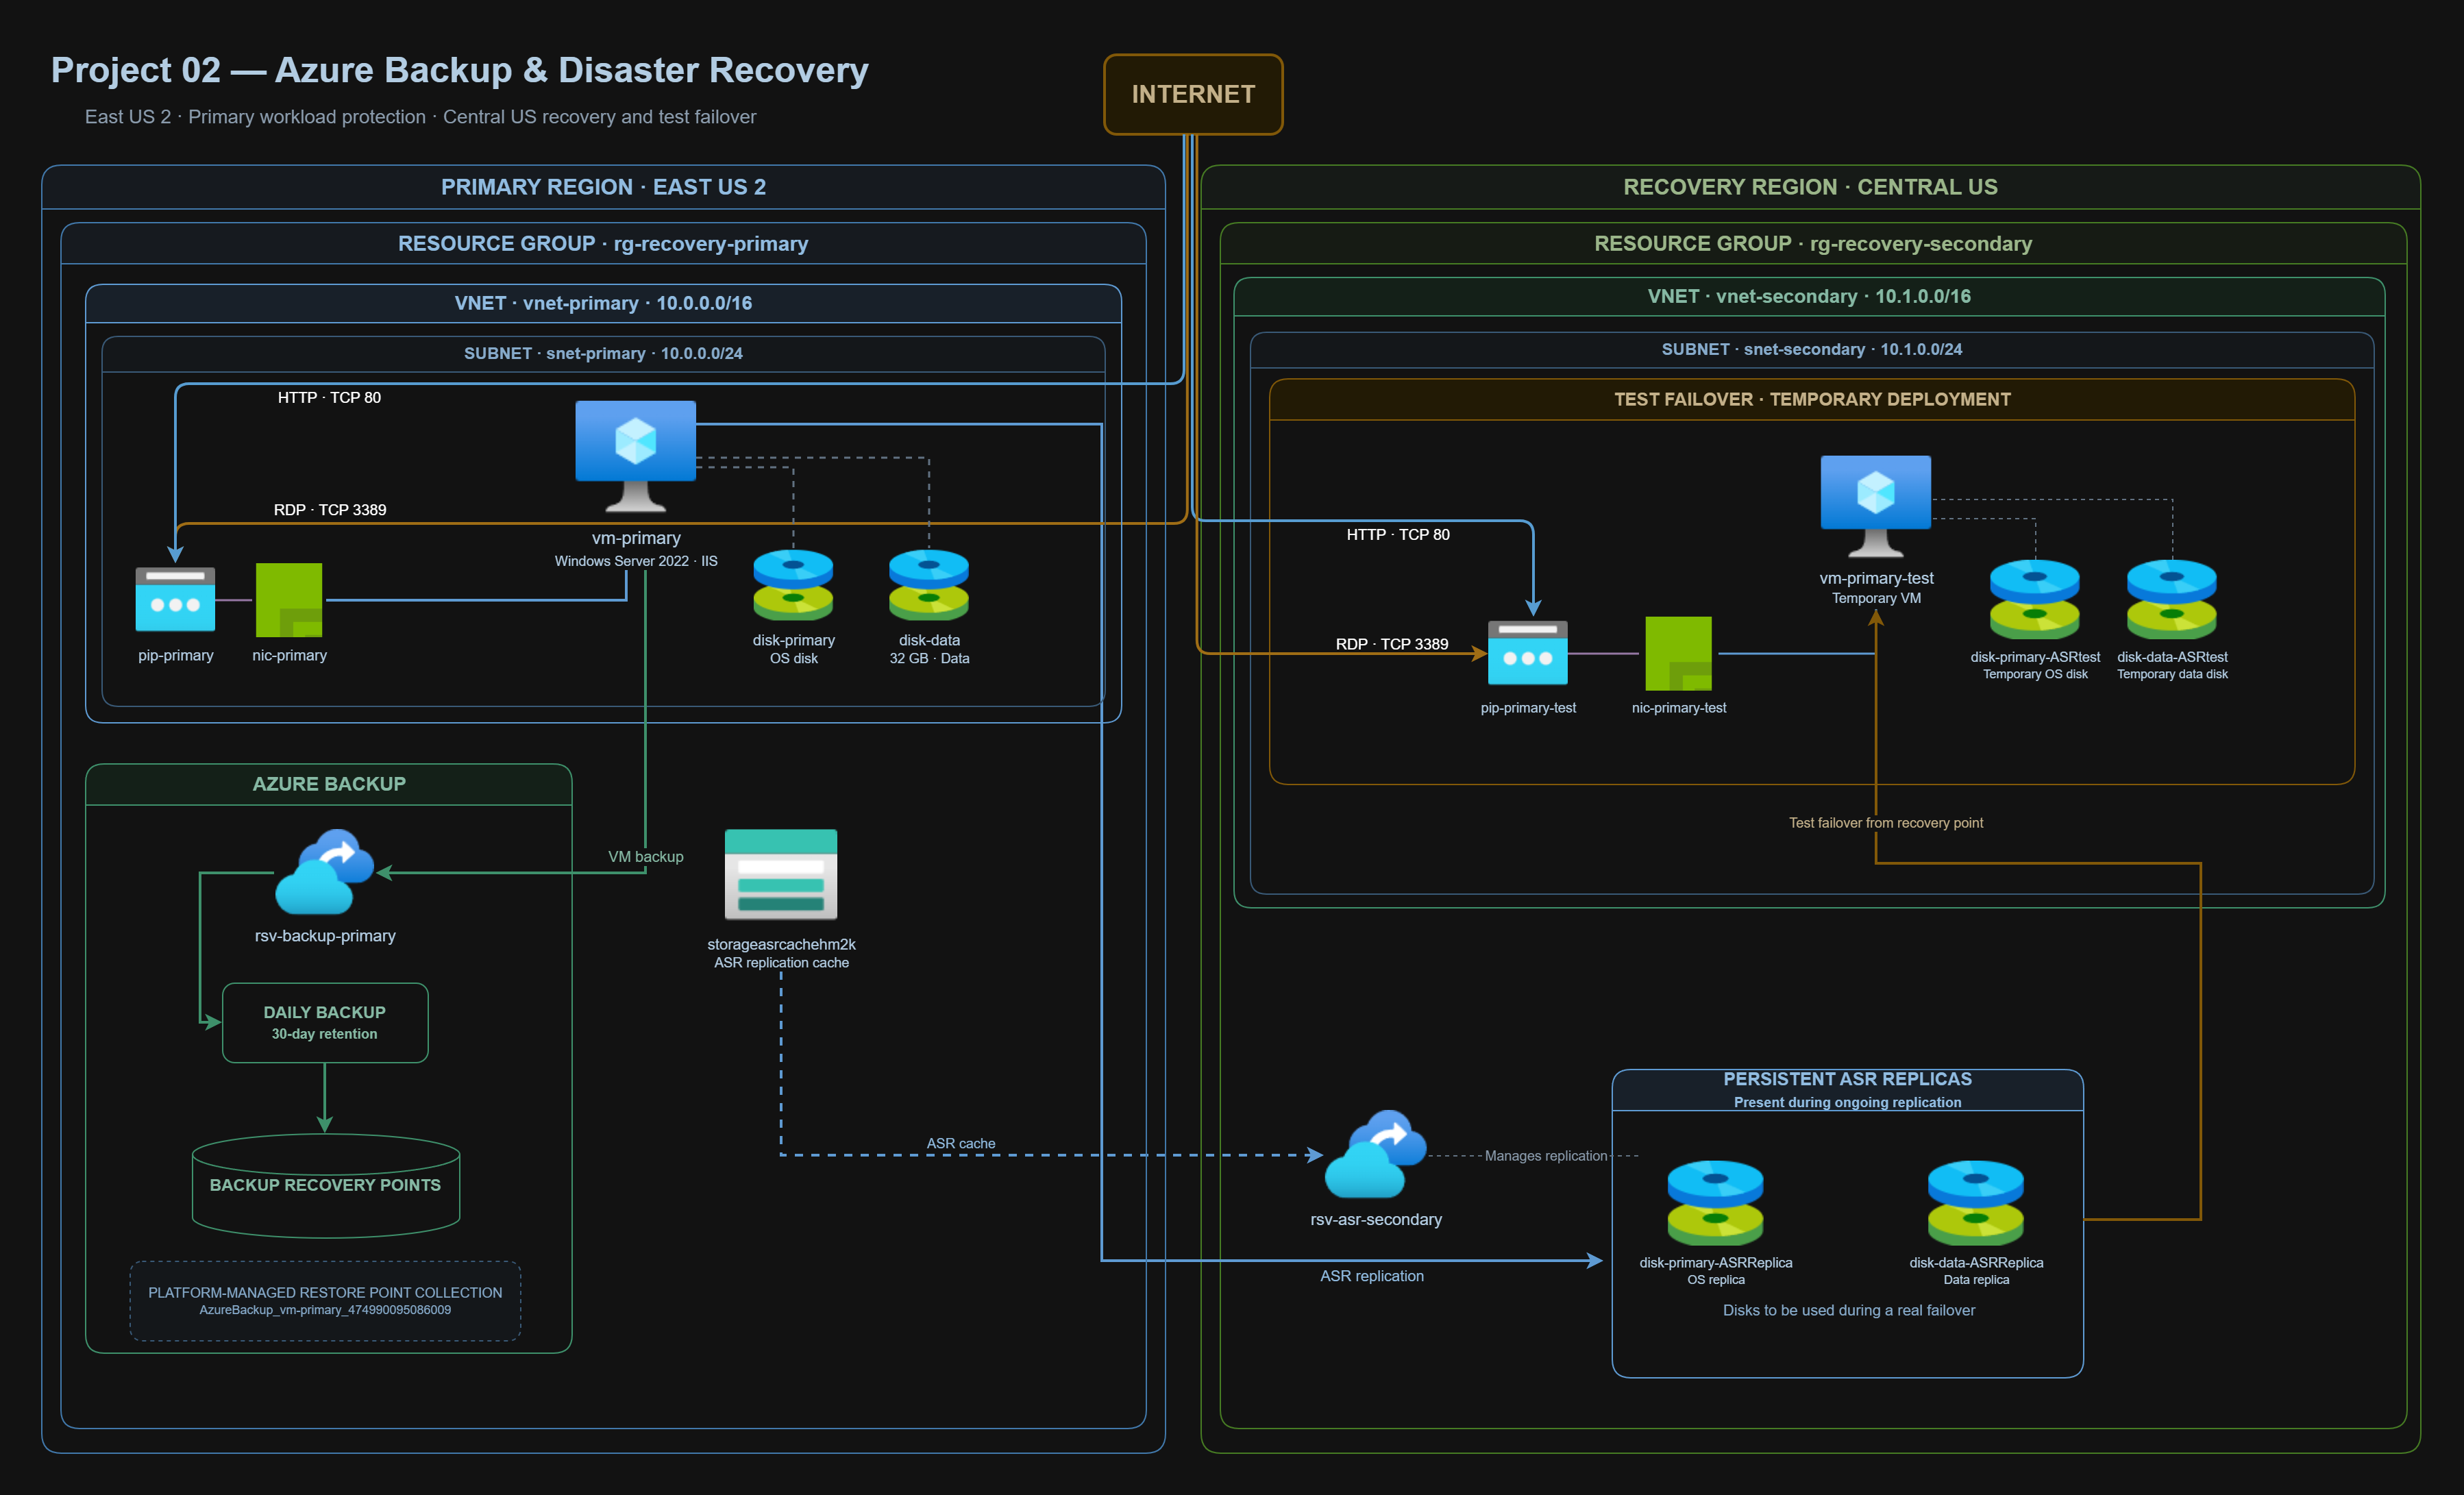 Project 02 — Azure Backup & Disaster Recovery
East US 2 · Primary workload protection · Central US recovery and test failover
INTERNET
PRIMARY REGION · EAST US 2
RESOURCE GROUP · rg-recovery-primary
VNET · vnet-primary · 10.0.0.0/16
SUBNET · snet-primary · 10.0.0.0/24
HTTP · TCP 80
RDP · TCP 3389
vm-primary
Windows Server 2022 · IIS
pip-primary
nic-primary
disk-primary
OS disk
disk-data
32 GB · Data
AZURE BACKUP
VM backup
rsv-backup-primary
DAILY BACKUP
30-day retention
BACKUP RECOVERY POINTS
PLATFORM-MANAGED RESTORE POINT COLLECTION
AzureBackup_vm-primary_474990095086009
storageasrcachehm2k
ASR replication cache
ASR cache
RECOVERY REGION · CENTRAL US
RESOURCE GROUP · rg-recovery-secondary
VNET · vnet-secondary · 10.1.0.0/16
SUBNET · snet-secondary · 10.1.0.0/24
TEST FAILOVER · TEMPORARY DEPLOYMENT
HTTP · TCP 80
RDP · TCP 3389
vm-primary-test
Temporary VM
pip-primary-test
nic-primary-test
disk-primary-ASRtest
Temporary OS disk
disk-data-ASRtest
Temporary data disk
Test failover from recovery point
rsv-asr-secondary
Manages replication
ASR replication
PERSISTENT ASR REPLICAS
Present during ongoing replication
disk-primary-ASRReplica
OS replica
disk-data-ASRReplica
Data replica
Disks to be used during a real failover